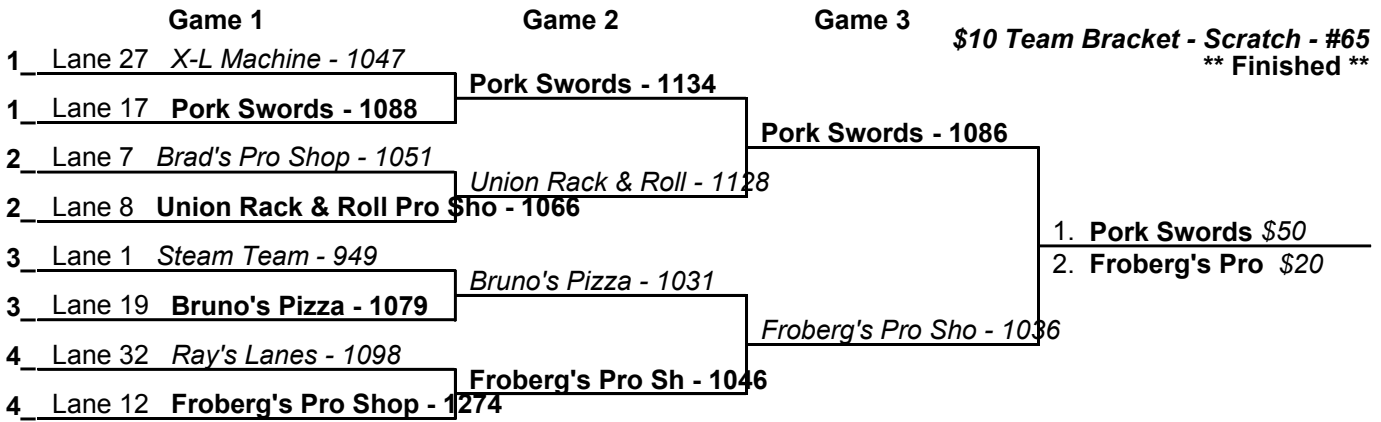 Game 1 Game 2 Game 3
$10 Team Bracket - Scratch - #65
** Finished **
1_ Lane 27 X-L Machine - 1047
Pork Swords - 1134
1_ Lane 17 Pork Swords - 1088
Pork Swords - 1086
2_ Lane 7 Brad's Pro Shop - 1051
Union Rack & Roll - 1128
2_ Lane 8 Union Rack & Roll Pro Sho - 1066
1. Pork Swords $50
3_ Lane 1 Steam Team - 949
2. Froberg's Pro $20
Bruno's Pizza - 1031
3_ Lane 19 Bruno's Pizza - 1079
Froberg's Pro Sho - 1036
4_ Lane 32 Ray's Lanes - 1098
Froberg's Pro Sh - 1046
4_ Lane 12 Froberg's Pro Shop - 1274